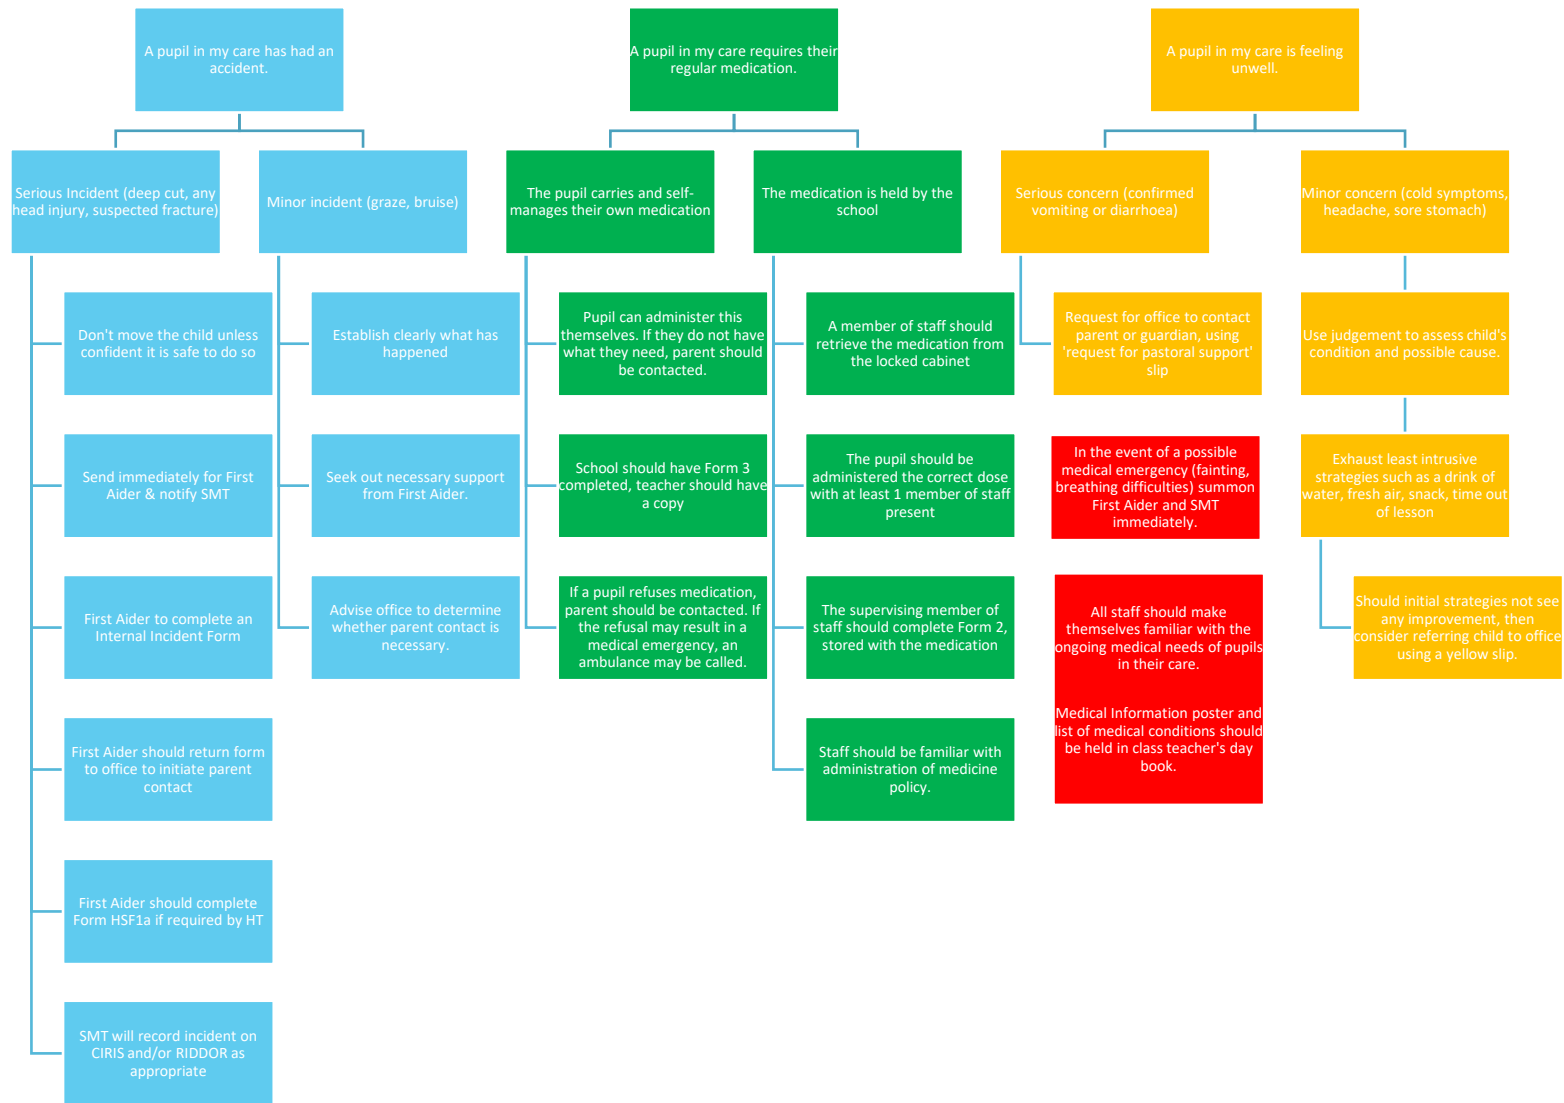 A pupil in my care has had an
accident.
Serious Incident (deep cut, any
head injury, suspected fracture)
Don't move the child unless
confident it is safe to do so
Send immediately for First
Aider & notify SMT
First Aider to complete an
Internal Incident Form
First Aider should return form
to office to initiate parent
contact
First Aider should complete
Form HSF1a if required by HT
SMT will record incident on
CIRIS and/or RIDDOR as
appropriate
Minor incident (graze, bruise)
Establish clearly what has
happened
Seek out necessary support
from First Aider.
Advise office to determine
whether parent contact is
necessary.
A pupil in my care requires their
regular medication.
The pupil carries and self-
manages their own medication
Pupil can administer this
themselves. If they do not have
what they need, parent should
be contacted.
School should have Form 3
completed, teacher should have
a copy
If a pupil refuses medication,
parent should be contacted. If
the refusal may result in a
medical emergency, an
ambulance may be called.
The medication is held by the
school
A member of staff should
retrieve the medication from
the locked cabinet
The pupil should be
administered the correct dose
with at least 1 member of staff
present
The supervising member of
staff should complete Form 2,
stored with the medication
Staff should be familiar with
administration of medicine
policy.
A pupil in my care is feeling
unwell.
Serious concern (confirmed
vomiting or diarrhoea)
Request for office to contact
parent or guardian, using
'request for pastoral support'
slip
In the event of a possible
medical emergency (fainting,
breathing difficulties) summon
First Aider and SMT
immediately.
All staff should make
themselves familiar with the
ongoing medical needs of pupils
in their care.
Medical Information poster and
list of medical conditions should
be held in class teacher's day
book.
Minor concern (cold symptoms,
headache, sore stomach)
Use judgement to assess child's
condition and possible cause.
Exhaust least intrusive
strategies such as a drink of
water, fresh air, snack, time out
of lesson
Should initial strategies not see
any improvement, then
consider referring child to office
using a yellow slip.